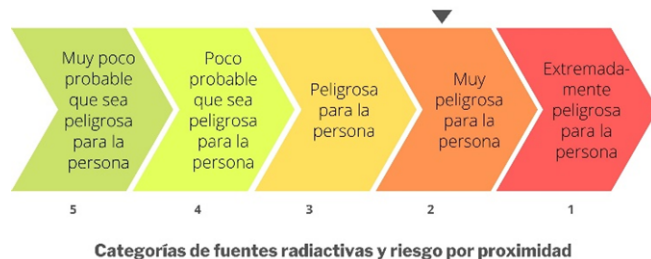 Muy poco
probable
que sea
peligrosa
para la
persona
Poco
probable
que sea
peligrosa
para la
persona
Peligrosa
para la
persona
Muy
peligrosa
para la
persona
Extremada-
mente
peligrosa
para la
persona
5
4
3
2
1
Categorías de fuentes radiactivas y riesgo por proximidad